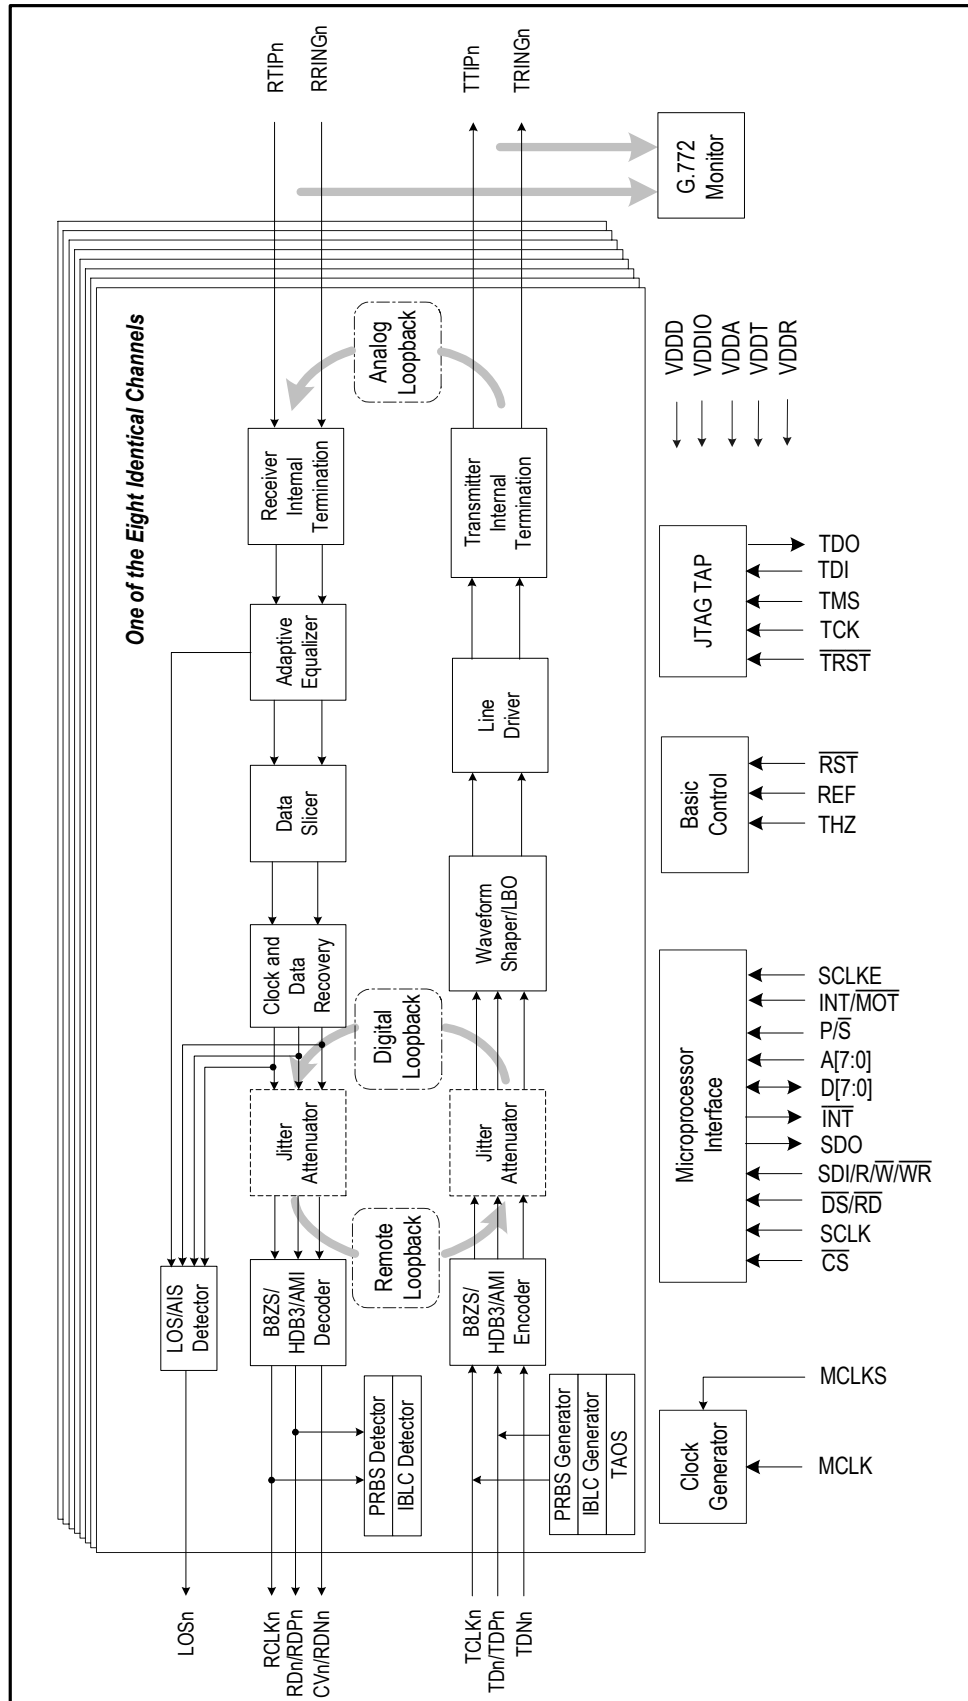 RTIPn
RRINGn
TTIPn
TRINGn
G.772
Monitor
One of the Eight Identical Channels
Analog
Loopback
VDDD
VDDIO
VDDA
VDDT
VDDR
Receiver
Internal
Termination
Transmitter
Internal
Termination
JTAG TAP
TDO
TDI
TMS
TCK
TRST
Adaptive
Equalizer
Line
Driver
Data
Slicer
Basic
Control
RST
REF
THZ
Clock and
Data
Recovery
Waveform
Shaper/LBO
Digital
Loopback
Microprocessor
Interface
SCLKE
INT/MOT
P/S
A[7:0]
D[7:0]
INT
SDO
SDI/R/W/WR
DS/RD
SCLK
CS
Jitter
Attenuator
Jitter
Attenuator
Remote
Loopback
LOS/AIS
Detector
B8ZS/
HDB3/AMI
Decoder
B8ZS/
HDB3/AMI
Encoder
PRBS Detector
IBLC Detector
PRBS Generator
IBLC Generator
TAOS
Clock
Generator
MCLKS
MCLK
LOSn
RCLKn
RDn/RDPn
CVn/RDNn
TCLKn
TDn/TDPn
TDNn